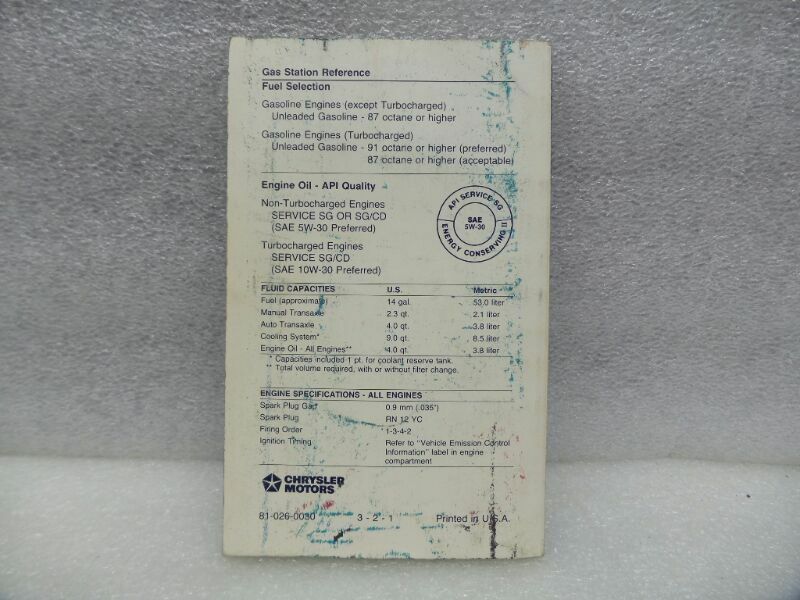 Gas Station Reference
Fuel Selection
Gasoline Engines (except Turbocharged)
Unleaded Gasoline - 87 octane or higher
Gasoline Engines (Turbocharged)
Unleaded Gasoline - 91 octane or higher (preferred)
87 octane or higher (acceptable)
Engine Oil - API Quality
Non-Turbocharged Engines
SERVICE SG OR SG/CD
(SAE 5W-30 Preferred)
Turbocharged Engines
SERVICE SG/CD
(SAE 10W-30 Preferred)
API SERVICE SG
SAE
5W-30
ENERGY CONSERVING II
FLUID CAPACITIES U.S. Metric
Fuel (approximate) 14 gal. 53.0 liter
Manual Transaxle 2.3 qt. 2.1 liter
Auto Transaxle 4.0 qt. 3.8 liter
Cooling System* 9.0 qt. 8.5 liter
Engine Oil - All Engines** 4.0 qt. 3.8 liter
* Capacities included 1 pt. for coolant reserve tank.
** Total volume required, with or without filter change.
ENGINE SPECIFICATIONS - ALL ENGINES
Spark Plug Gap 0.9 mm (.035")
Spark Plug RN 12 YC
Firing Order 1-3-4-2
Ignition Timing Refer to "Vehicle Emission Control
Information" label in engine
compartment
CHRYSLER
MOTORS
81-026-0030 3 - 2 - 1 Printed in U.S.A.